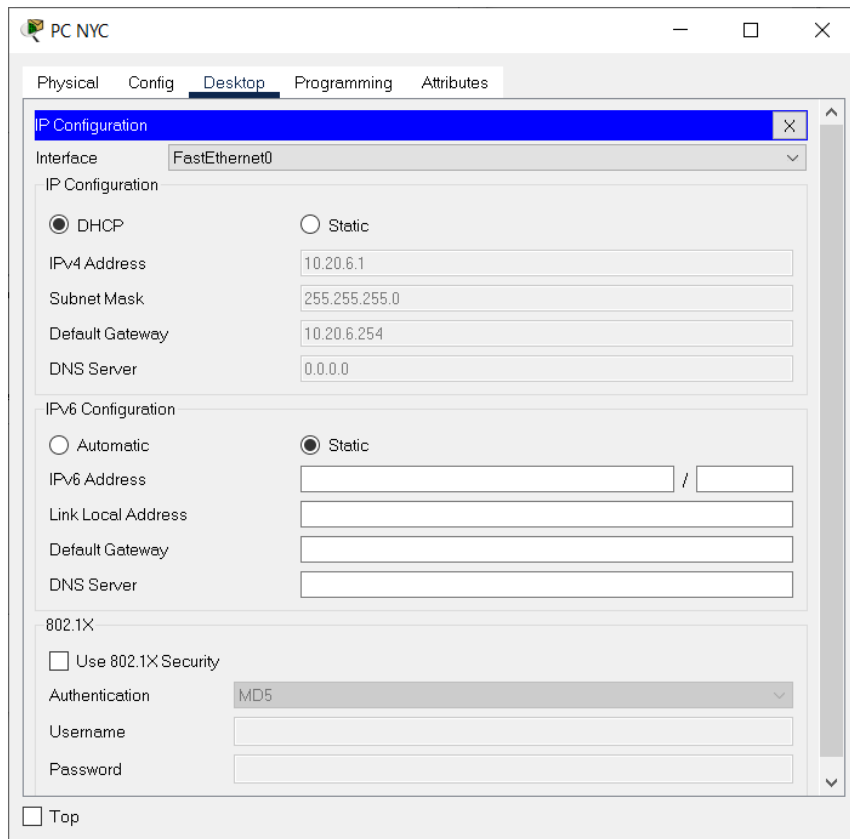 PC NYC
Physical Config Desktop Programming Attributes
IP Configuration X
Interface FastEthernet0
IP Configuration
DHCP Static
IPv4 Address 10.20.6.1
Subnet Mask 255.255.255.0
Default Gateway 10.20.6.254
DNS Server 0.0.0.0
IPv6 Configuration
Automatic Static
IPv6 Address /
Link Local Address
Default Gateway
DNS Server
802.1X
Use 802.1X Security
Authentication MD5
Username
Password
Top